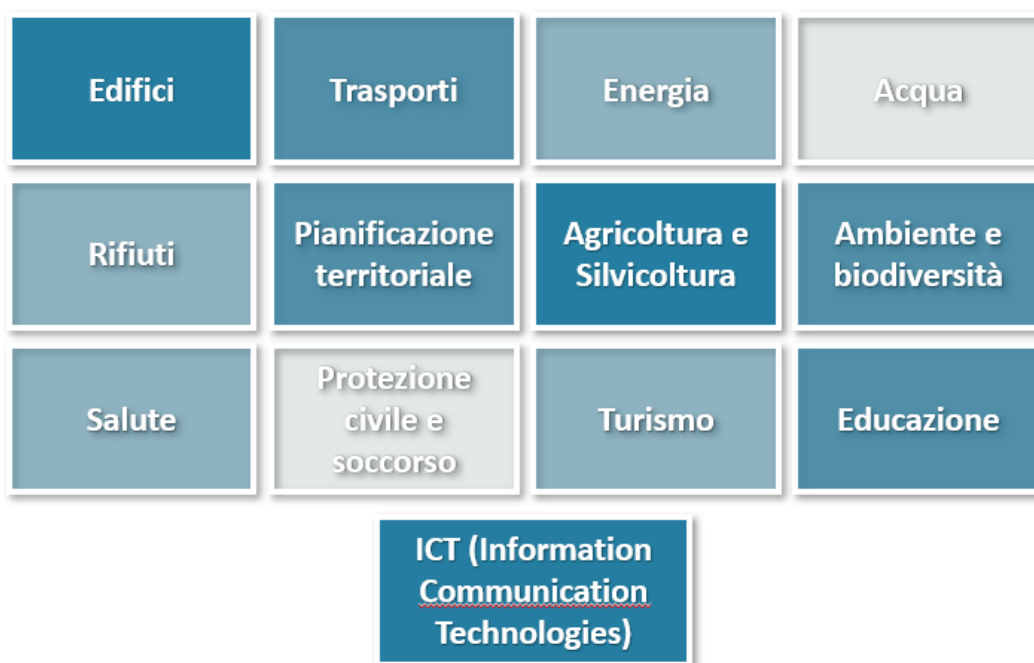 Edifici
Trasporti
Energia
Acqua
Rifiuti
Pianificazione
territoriale
Agricoltura e
Silvicoltura
Ambiente e
biodiversità
Salute
Protezione
civile e
soccorso
Turismo
Educazione
ICT (Information
Communication
Technologies)